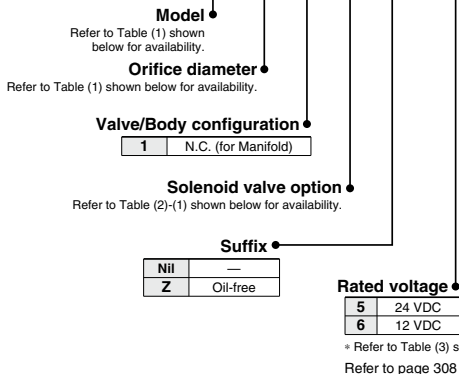 Model
Refer to Table (1) shown
below for availability.
Orifice diameter
Refer to Table (1) shown below for availability.
Valve/Body configuration
1 N.C. (for Manifold)
Solenoid valve option
Refer to Table (2)-(1) shown below for availability.
Suffix
Nil —
Z Oil-free
Rated voltage
5 24 VDC
6 12 VDC
* Refer to Table (3) s
Refer to page 308